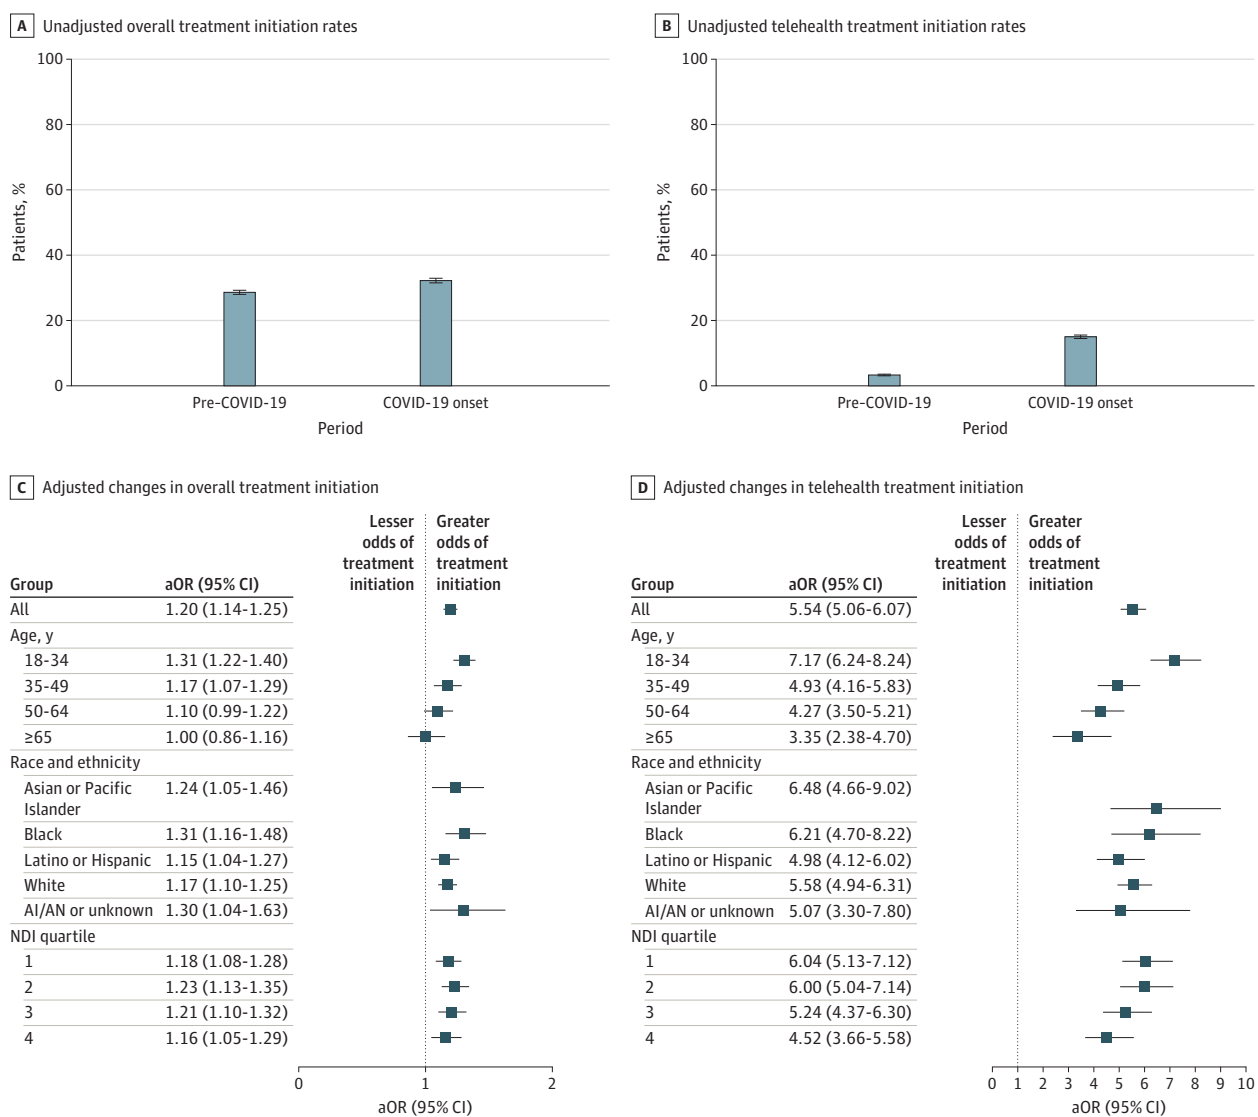 A Unadjusted overall treatment initiation rates
100
80
60
40
20
0
Patients, %
Pre-COVID-19 COVID-19 onset
Period
B Unadjusted telehealth treatment initiation rates
100
80
60
40
20
0
Patients, %
Pre-COVID-19 COVID-19 onset
Period
C Adjusted changes in overall treatment initiation
Lesser odds of treatment initiation
Greater odds of treatment initiation
Group aOR (95% CI)
All 1.20 (1.14-1.25)
Age, y
18-34 1.31 (1.22-1.40)
35-49 1.17 (1.07-1.29)
50-64 1.10 (0.99-1.22)
≥65 1.00 (0.86-1.16)
Race and ethnicity
Asian or Pacific 1.24 (1.05-1.46)
Islander
Black 1.31 (1.16-1.48)
Latino or Hispanic 1.15 (1.04-1.27)
White 1.17 (1.10-1.25)
AI/AN or unknown 1.30 (1.04-1.63)
NDI quartile
1 1.18 (1.08-1.28)
2 1.23 (1.13-1.35)
3 1.21 (1.10-1.32)
4 1.16 (1.05-1.29)
0 1 2
aOR (95% CI)
D Adjusted changes in telehealth treatment initiation
Lesser odds of treatment initiation
Greater odds of treatment initiation
Group aOR (95% CI)
All 5.54 (5.06-6.07)
Age, y
18-34 7.17 (6.24-8.24)
35-49 4.93 (4.16-5.83)
50-64 4.27 (3.50-5.21)
≥65 3.35 (2.38-4.70)
Race and ethnicity
Asian or Pacific 6.48 (4.66-9.02)
Islander
Black 6.21 (4.70-8.22)
Latino or Hispanic 4.98 (4.12-6.02)
White 5.58 (4.94-6.31)
AI/AN or unknown 5.07 (3.30-7.80)
NDI quartile
1 6.04 (5.13-7.12)
2 6.00 (5.04-7.14)
3 5.24 (4.37-6.30)
4 4.52 (3.66-5.58)
0 1 2 3 4 5 6 7 8 9 10
aOR (95% CI)